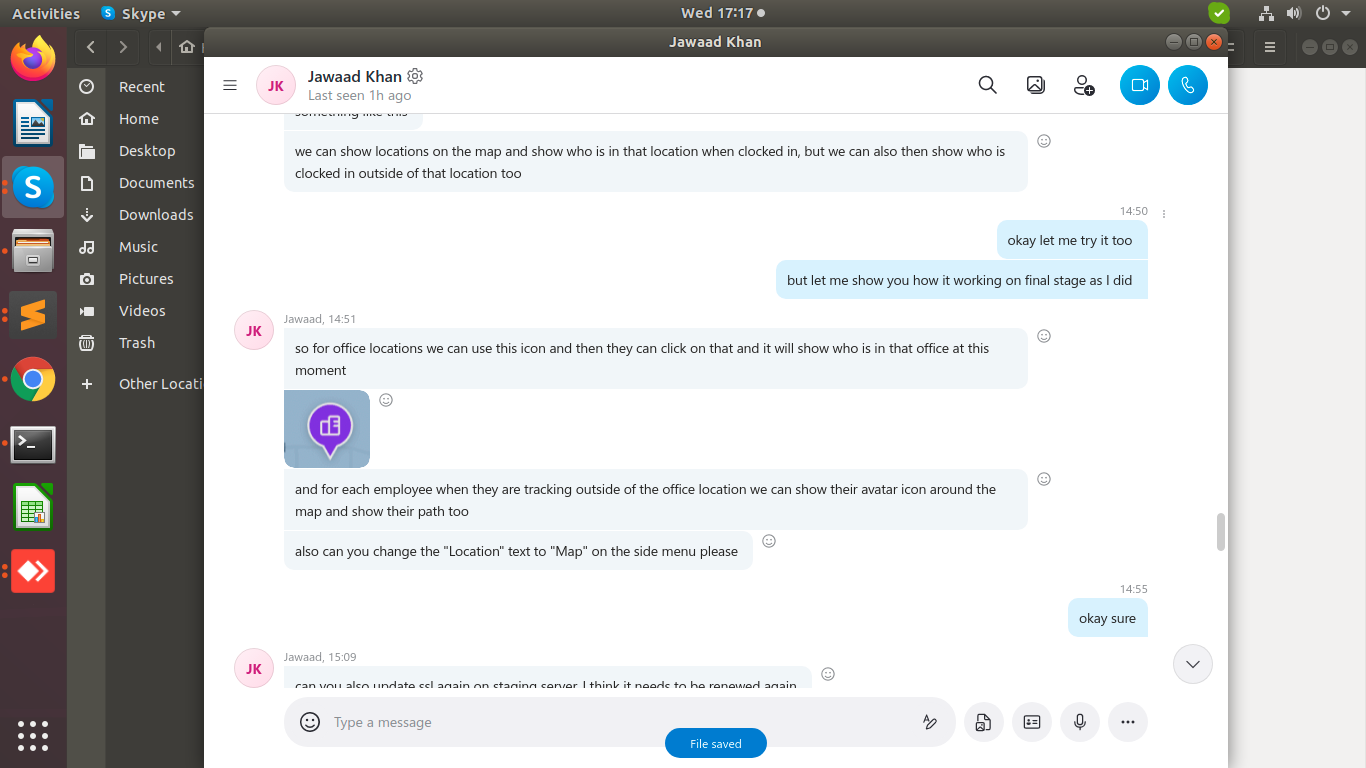 Activities
Skype
Wed 17:17
Jawaad Khan
JK
Jawaad Khan
Last seen 1h ago
Recent
Home
Desktop
Documents
Downloads
Music
Pictures
Videos
Trash
Other Locati
something like this
we can show locations on the map and show who is in that location when clocked in, but we can also then show who is
clocked in outside of that location too
14:50
okay let me try it too
but let me show you how it working on final stage as I did
JK
Jawaad, 14:51
so for office locations we can use this icon and then they can click on that and it will show who is in that office at this
moment
and for each employee when they are tracking outside of the office location we can show their avatar icon around the
map and show their path too
also can you change the "Location" text to "Map" on the side menu please
14:55
okay sure
JK
Jawaad, 15:09
can you also update ssl again on staging server, I think it needs to be renewed again
Type a message
File saved